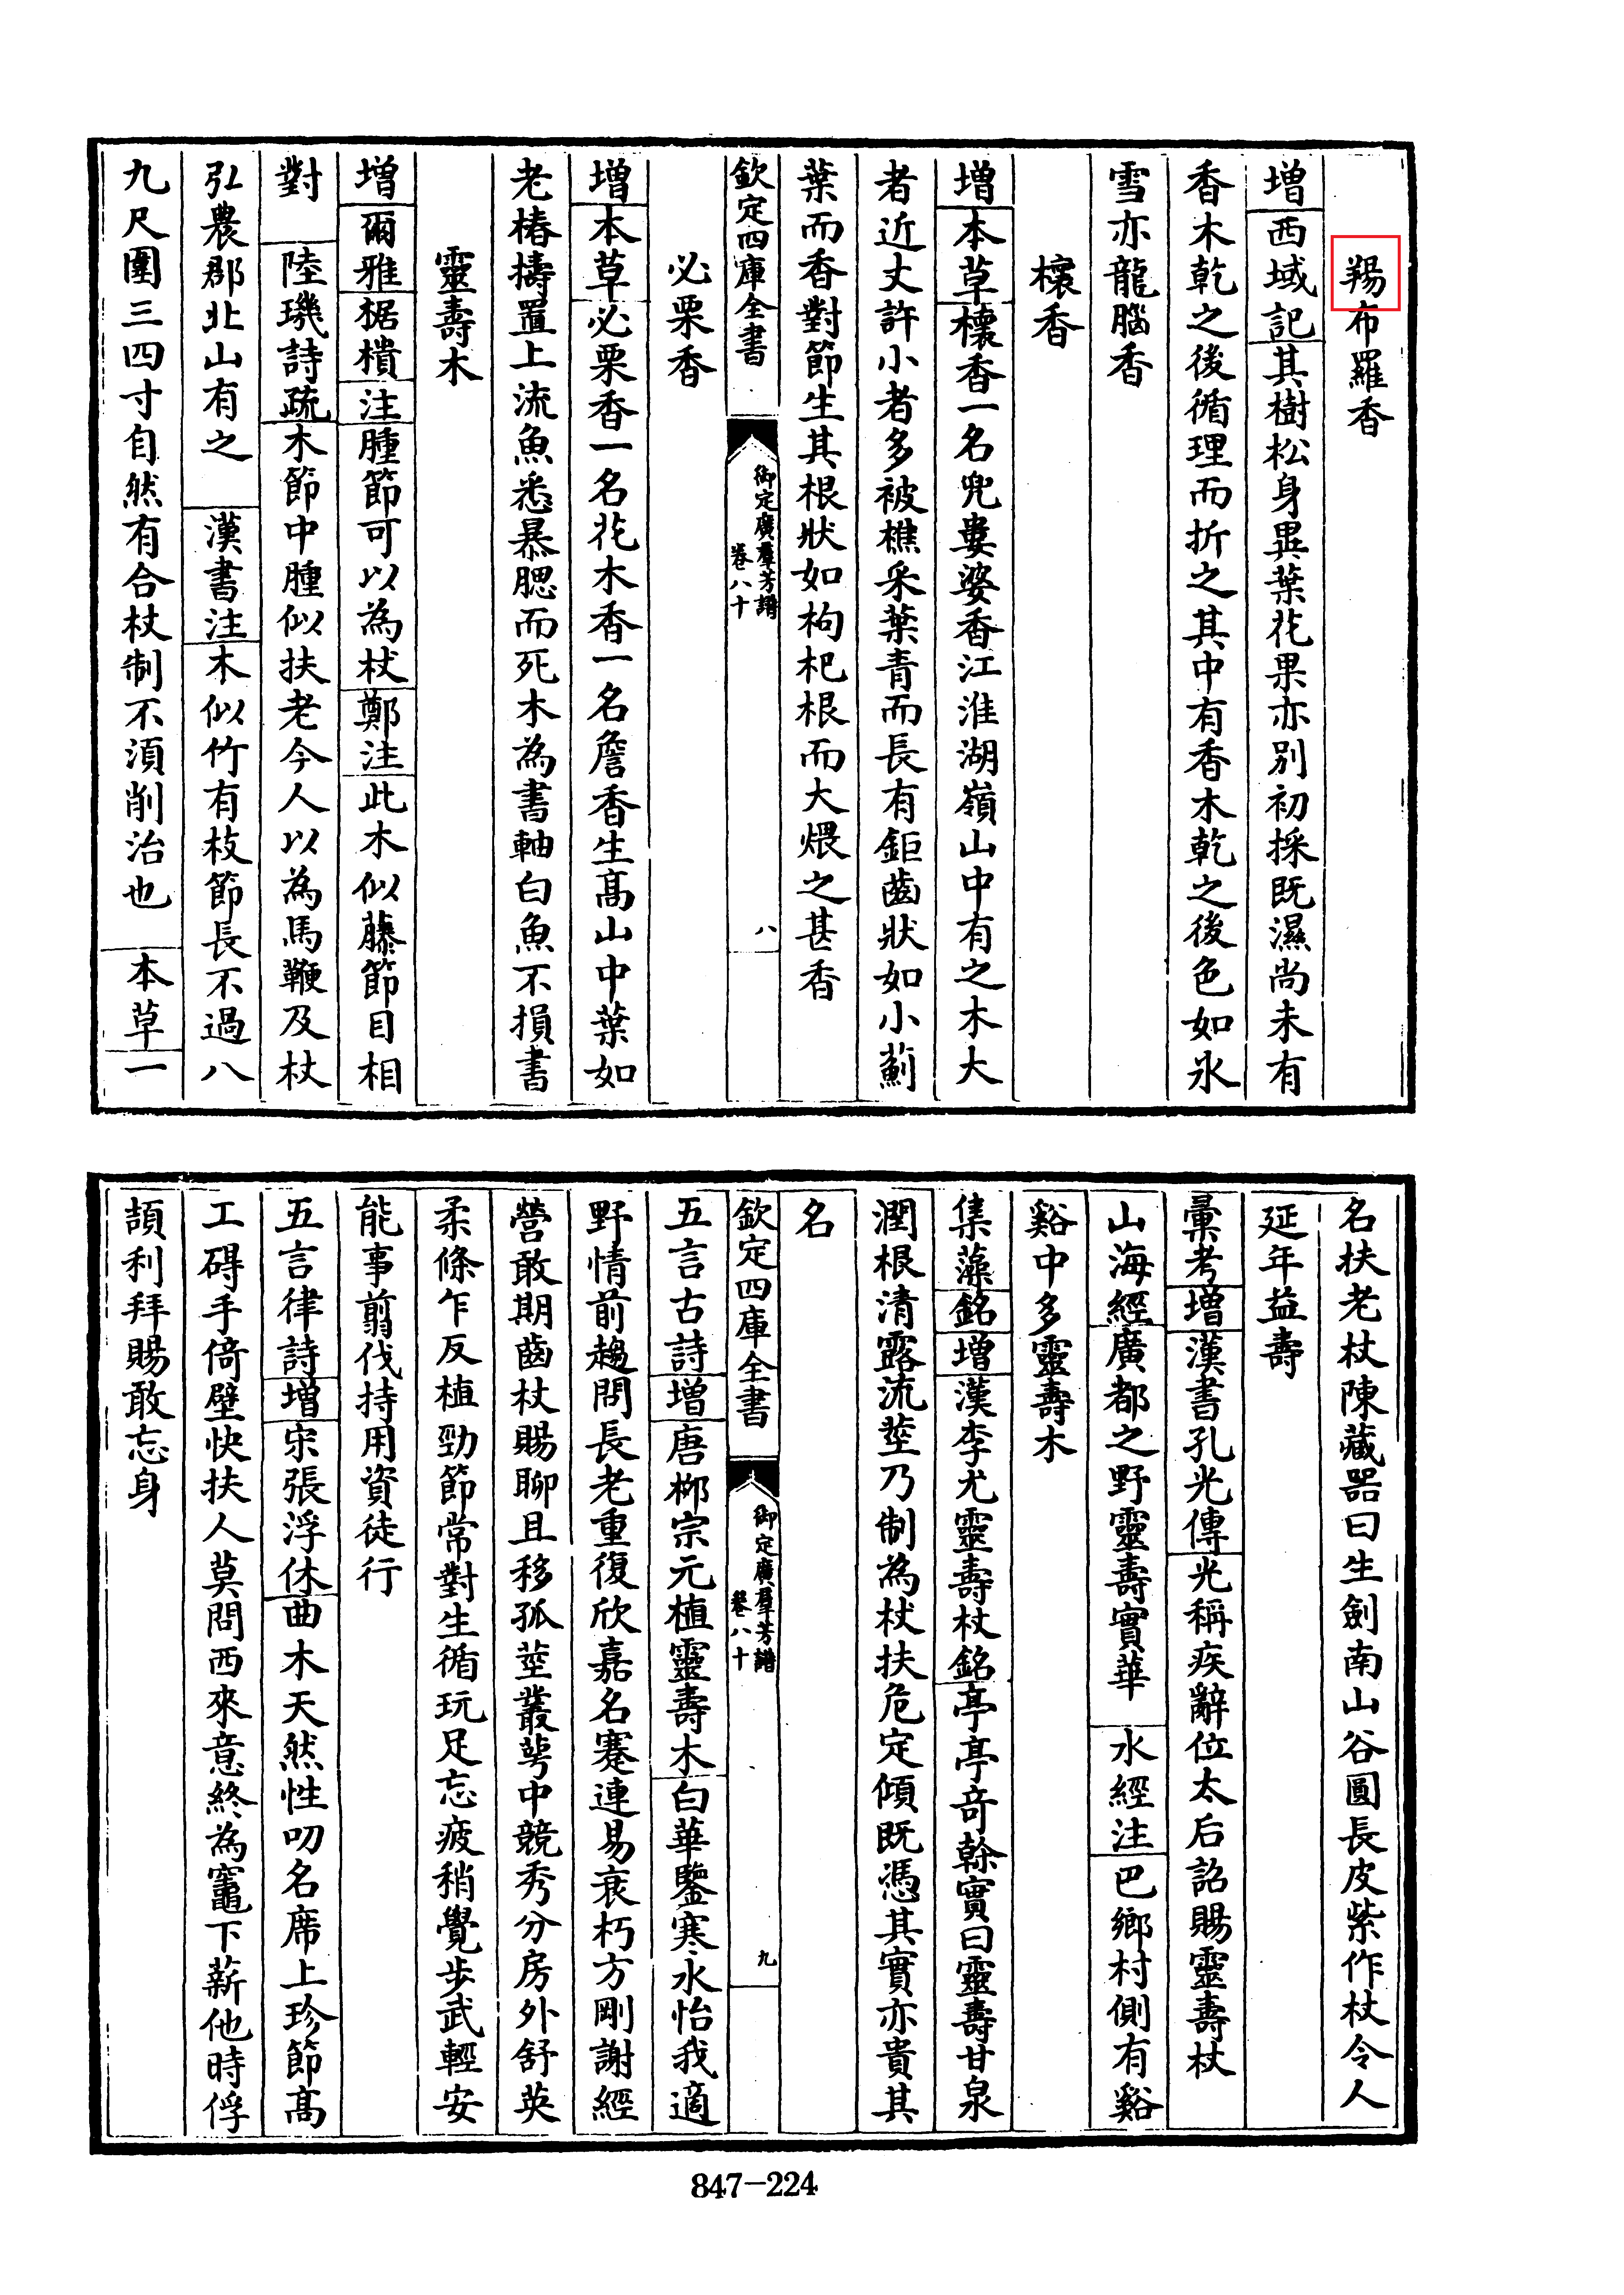 羯布羅香
增西域記其樹松身異葉花果亦別初採既濕尚未有
香木乾之後循理而折之其中有香木乾之後色如氷
雪亦龍腦香
櫰香
增本草櫰香一名兜婁婆香江淮湖嶺山中有之木大
者近丈許小者多被樵采葉青而長有鉅齒狀如小薊
葉而香對節生其根狀如枸杞根而大煨之甚香
欽定四庫全書
御定廣羣芳譜
卷八十
八
必栗香
增本草必栗香一名花木香一名詹香生髙山中葉如
老椿擣置上流魚悉暴腮而死木為書軸白魚不損書
靈壽木
增爾雅椐樻注腫節可以為杖鄭注此木似藤節目相
對 陸璣詩疏木節中腫似扶老今人以為馬鞭及杖
弘農郡北山有之 漢書注木似竹有枝節長不過八
九尺圍三四寸自然有合杖制不湏削治也 本草一
名扶老杖陳藏器曰生劍南山谷圓長皮紫作杖令人
延年益壽
彚考增漢書孔光傳光稱疾辭位太后詔賜靈壽杖
山海經廣都之野靈壽實華 水經注巴鄉村側有谿
谿中多靈壽木
集藻銘增漢李尤靈壽杖銘亭亭奇榦實曰靈壽甘泉
潤根清露流莖乃制為杖扶危定傾既憑其實亦貴其
名
欽定四庫全書
御定廣羣芳譜
卷八十
九
五言古詩增唐栁宗元植靈壽木白華鑒寒水怡我適
野情前趨問長老重復欣嘉名蹇連易衰朽方剛謝經
營敢期齒杖賜聊且移孤莖叢萼中競秀分房外舒英
柔條乍反植勁節常對生循玩足忘疲稍覺步武輕安
能事翦伐持用資徒行
五言律詩增宋張浮休曲木天然性叨名席上珍節髙
工碍手倚壁快扶人莫問西來意終為竈下薪他時俘
頡利拜賜敢忘身
847-224